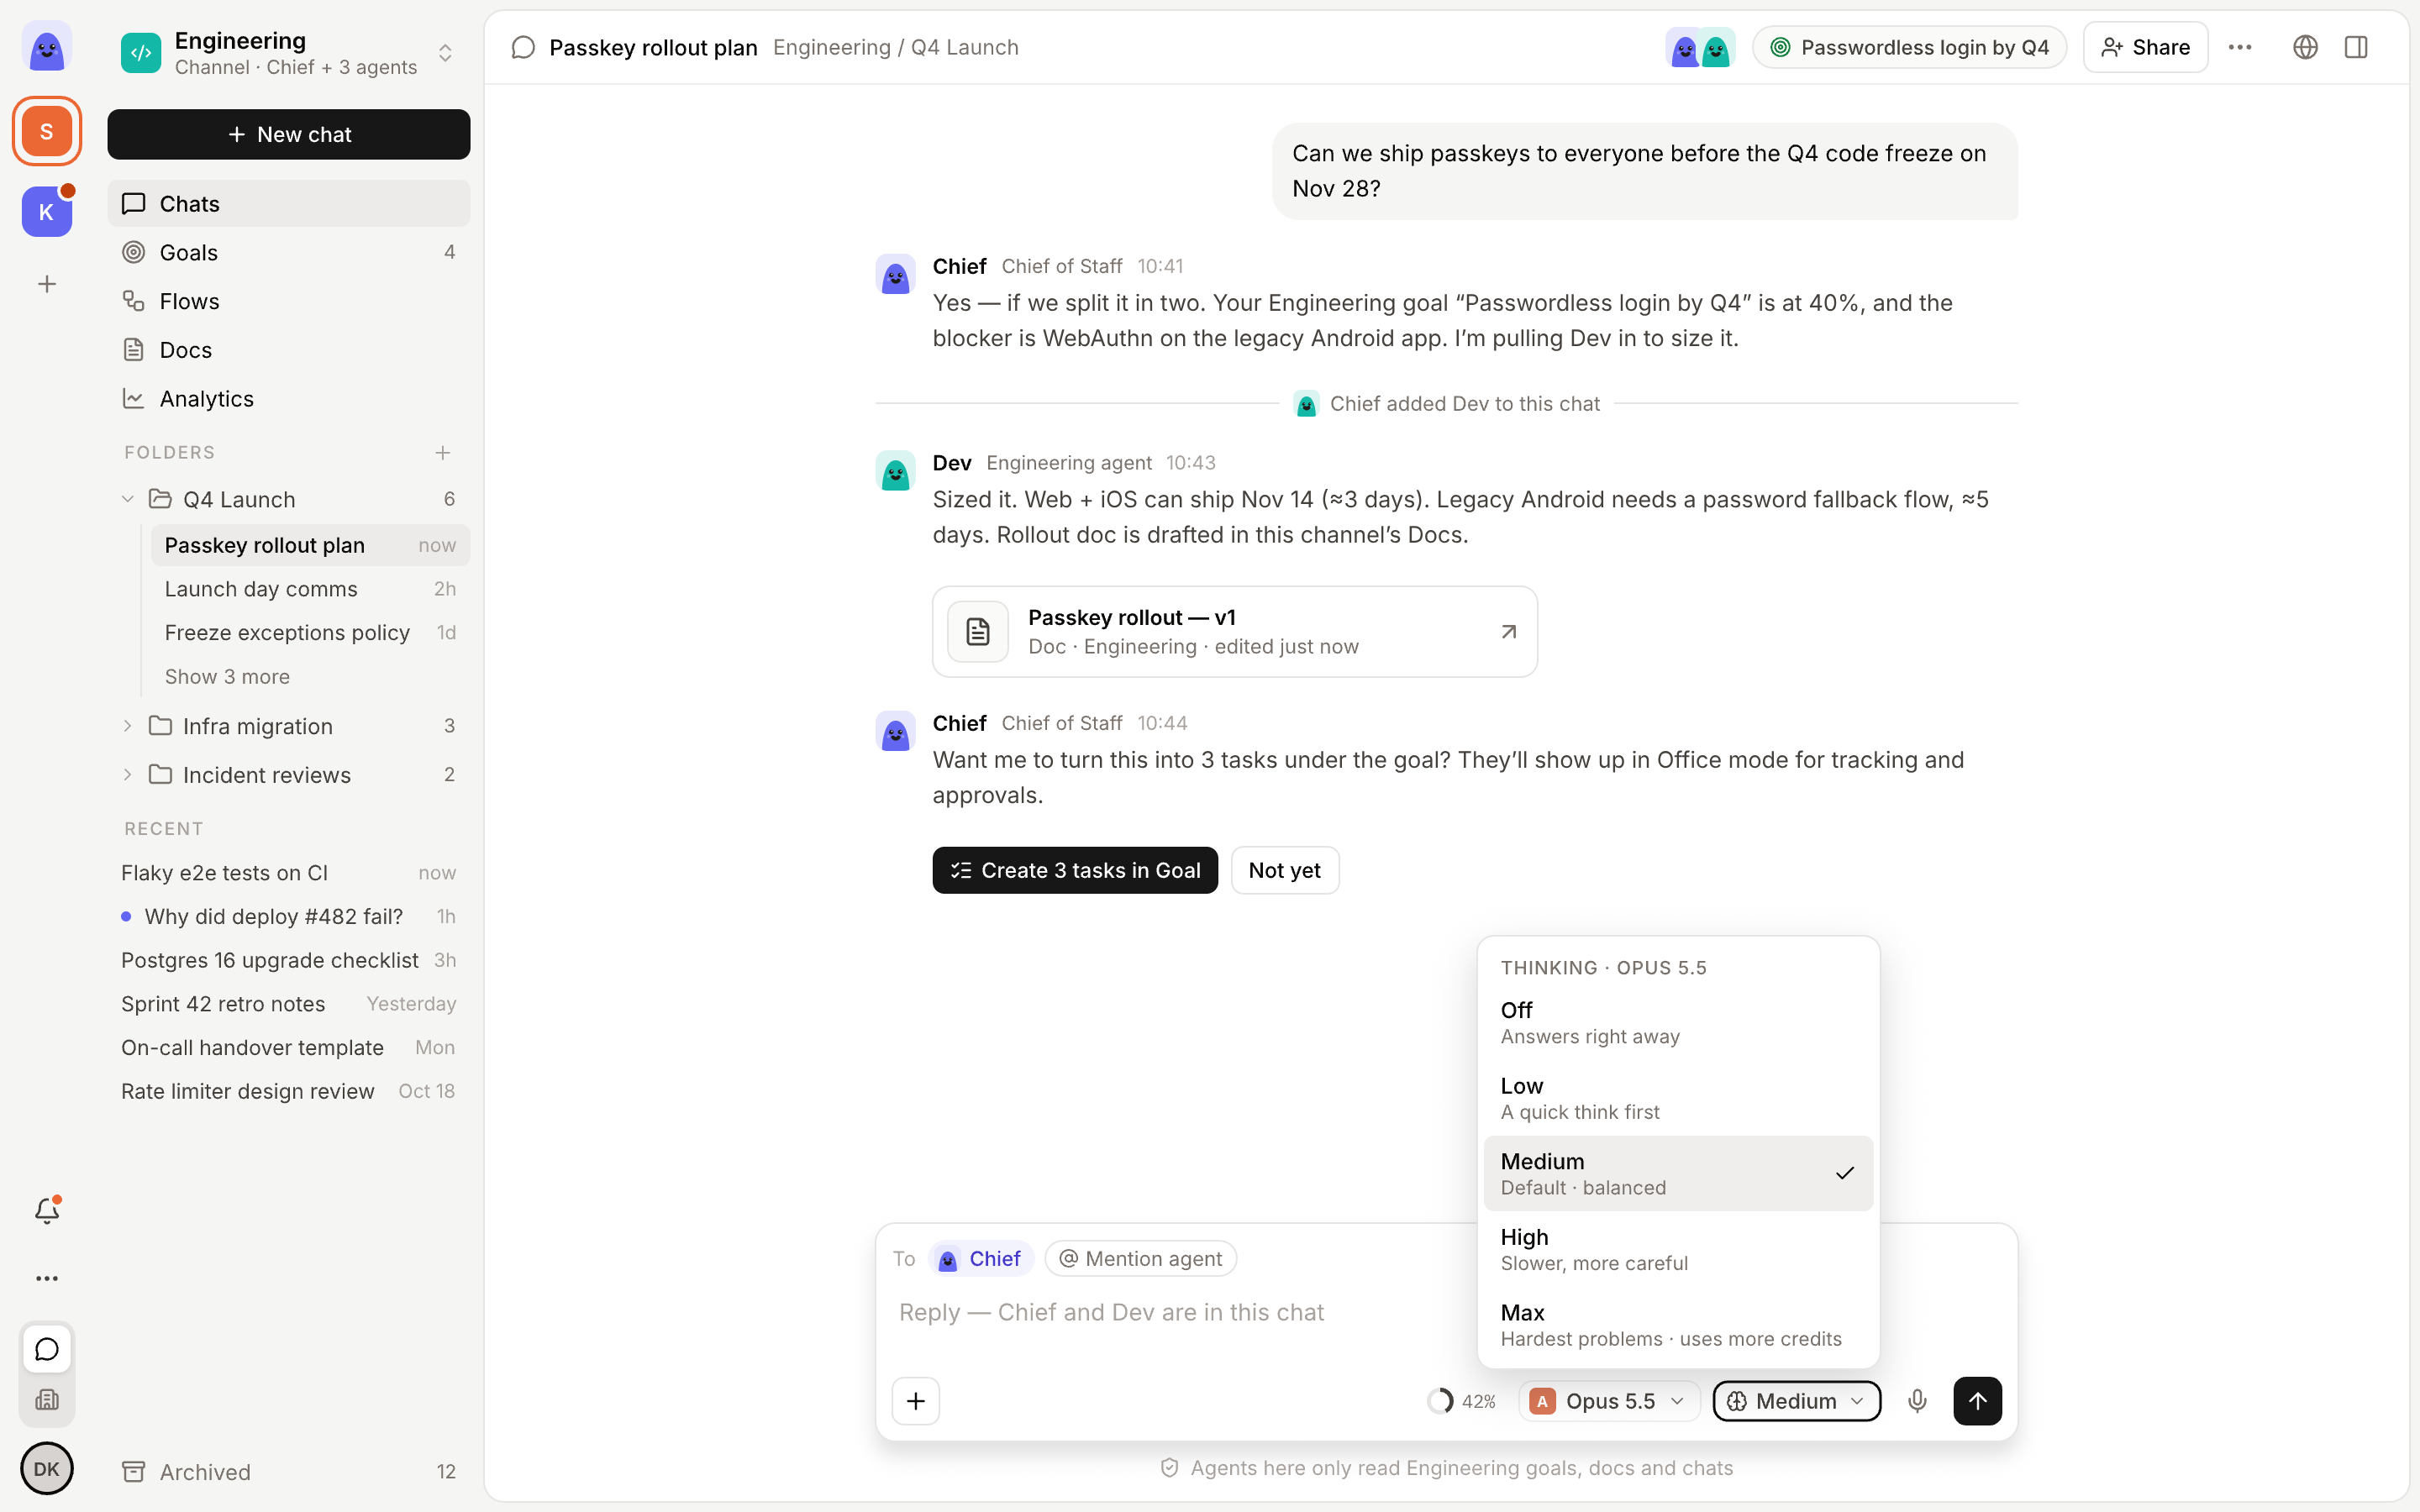 S
K
Engineering
Channel · Chief + 3 agents
New chat
Chats
Goals 4
Flows
Docs
Analytics
FOLDERS
Q4 Launch 6
Passkey rollout plan now
Launch day comms 2h
Freeze exceptions policy 1d
Show 3 more
Infra migration 3
Incident reviews 2
RECENT
Flaky e2e tests on CI now
Why did deploy #482 fail? 1h
Postgres 16 upgrade checklist 3h
Sprint 42 retro notes Yesterday
On-call handover template Mon
Rate limiter design review Oct 18
DK
Archived 12
Passkey rollout plan Engineering / Q4 Launch
Passwordless login by Q4
Share
Can we ship passkeys to everyone before the Q4 code freeze on
Nov 28?
Chief Chief of Staff 10:41
Yes — if we split it in two. Your Engineering goal “Passwordless login by Q4” is at 40%, and the
blocker is WebAuthn on the legacy Android app. I’m pulling Dev in to size it.
Chief added Dev to this chat
Dev Engineering agent 10:43
Sized it. Web + iOS can ship Nov 14 (≈3 days). Legacy Android needs a password fallback flow, ≈5
days. Rollout doc is drafted in this channel’s Docs.
Passkey rollout — v1
Doc · Engineering · edited just now
Chief Chief of Staff 10:44
Want me to turn this into 3 tasks under the goal? They’ll show up in Office mode for tracking and
approvals.
Create 3 tasks in Goal
Not yet
THINKING · OPUS 5.5
Off
Answers right away
Low
A quick think first
Medium
Default · balanced
High
Slower, more careful
Max
Hardest problems · uses more credits
To Chief @ Mention agent
Reply — Chief and Dev are in this chat
42% A Opus 5.5 Medium
Agents here only read Engineering goals, docs and chats